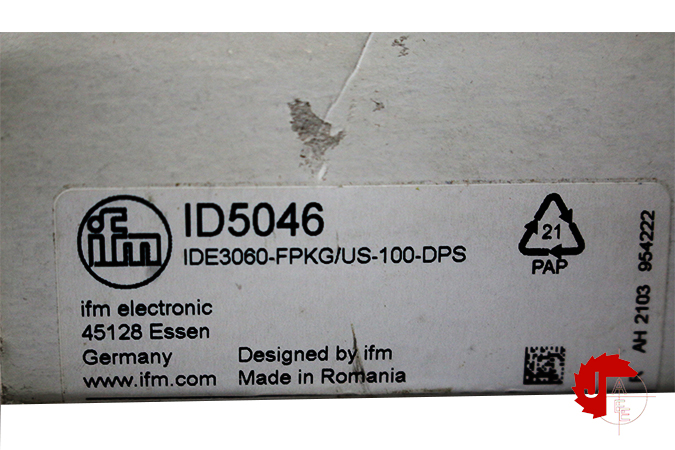 ifm
ID5046
IDE3060-FPKG/US-100-DPS
21
PAP
ifm electronic
45128 Essen
Germany
www.ifm.com
Designed by ifm
Made in Romania
AH 2103 954222
J